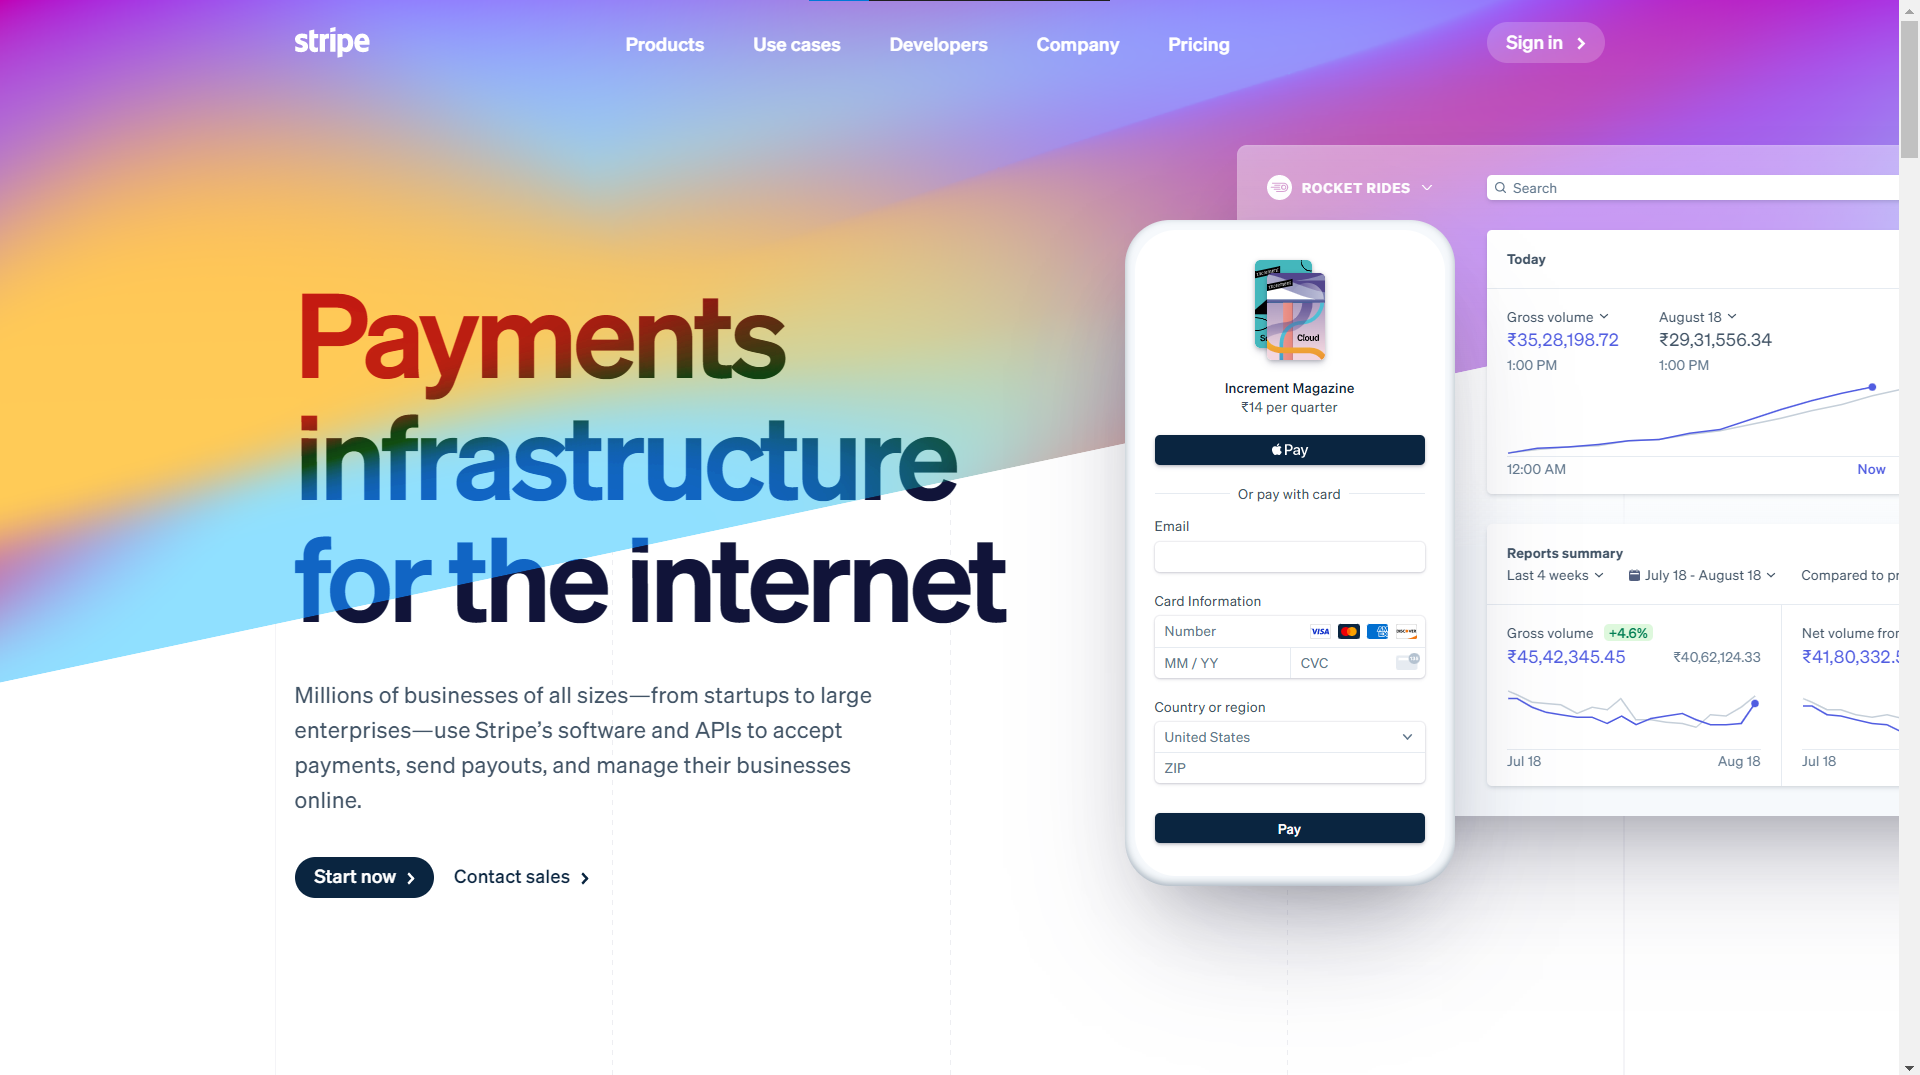 stripe
Products
Use cases
Developers
Company
Pricing
Sign in
Payments
infrastructure
for the internet
Millions of businesses of all sizes—from startups to large
enterprises—use Stripe’s software and APIs to accept
payments, send payouts, and manage their businesses
online.
Start now
Contact sales
Cloud
Increment Magazine
₹14 per quarter
Pay
Or pay with card
Email
Card Information
Number
VISA
DISCOVER
MM / YY
CVC
Country or region
United States
ZIP
Pay
ROCKET RIDES
Search
Today
Gross volume
August 18
₹35,28,198.72
₹29,31,556.34
1:00 PM
1:00 PM
12:00 AM
Now
Reports summary
Last 4 weeks
July 18 - August 18
Compared to pr
Gross volume
+4.6%
Net volume fror
₹45,42,345.45
₹40,62,124.33
₹41,80,332.5
Jul 18
Aug 18
Jul 18